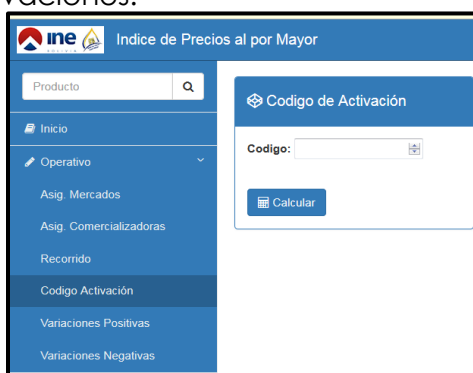 vaciones.
ine Indice de Precios al por Mayor
Producto
Codigo de Activación
Inicio
Codigo:
Operativo
Asig. Mercados
Calcular
Asig. Comercializadoras
Recorrido
Codigo Activación
Variaciones Positivas
Variaciones Negativas